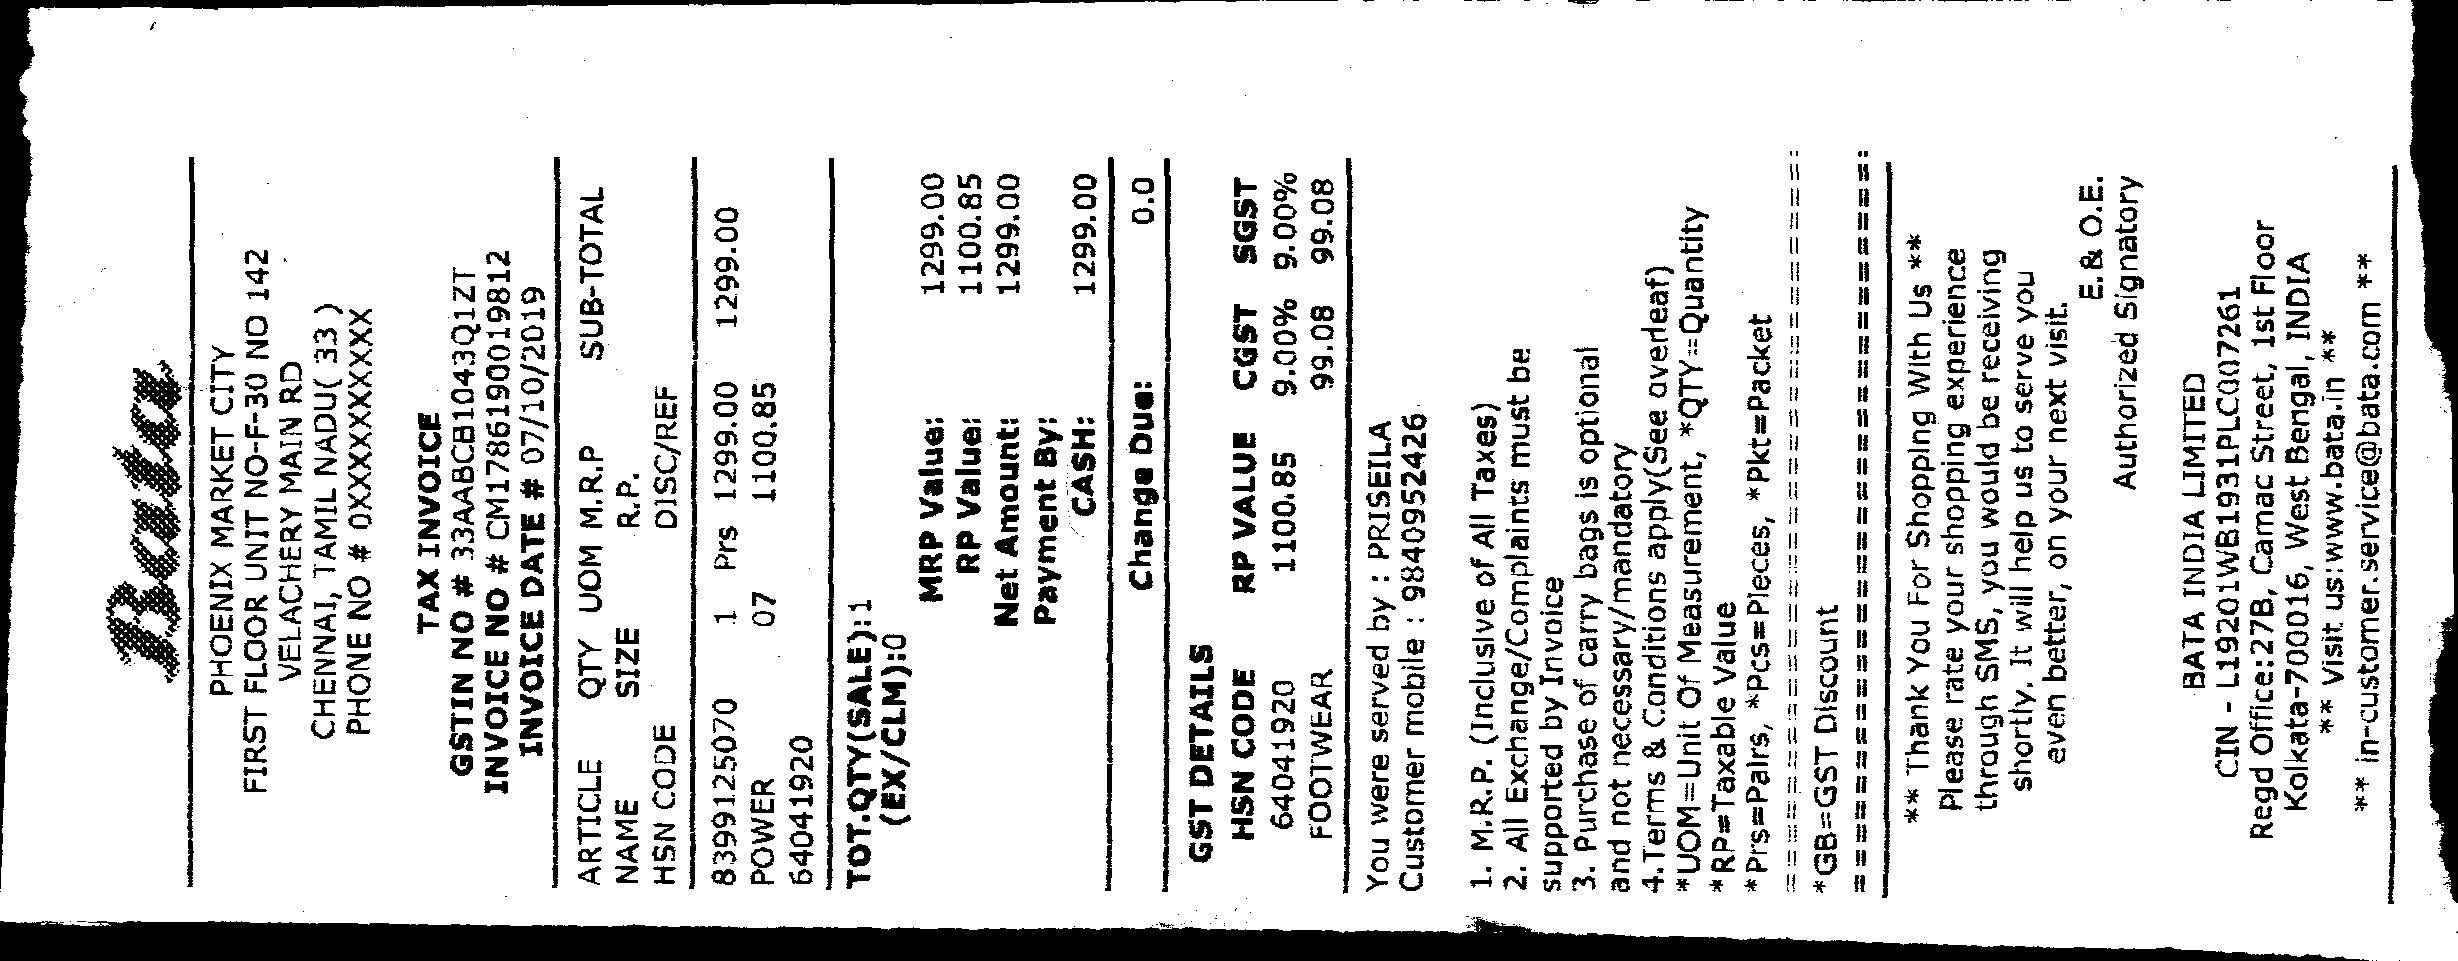 Bata
PHOENIX MARKET CITY
FIRST FLOOR UNIT NO-F-30 NO 142
VELACHERY MAIN RD
CHENNAI, TAMIL NADU( 33 )
PHONE NO # 0XXXXXXXXXX
TAX INVOICE
GSTIN NO # 33AABCB1043Q1ZT
INVOICE NO # CM1786190019812
INVOICE DATE # 07/10/2019
ARTICLE QTY UOM M.R.P SUB-TOTAL
NAME SIZE R.P.
HSN CODE DISC/REF
8399125070 1 Prs 1299.00 1299.00
POWER 07 1100.85
64041920
TOT.QTY(SALE):1
(EX/CLM):0
MRP Value: 1299.00
RP Value: 1100.85
Net Amount: 1299.00
Payment By:
CASH: 1299.00
Change Due: 0.0
GST DETAILS
HSN CODE RP VALUE CGST SGST
64041920 1100.85 9.00% 9.00%
FOOTWEAR 99.08 99.08
You were served by : PRISEILA
Customer mobile : 9840952426
1. M.R.P. (Inclusive of All Taxes)
2. All Exchange/Complaints must be
supported by Invoice
3. Purchase of carry bags is optional
and not necessary/mandatory
4.Terms & Conditions apply(See overleaf)
*UOM=Unit Of Measurement, *QTY=Quantity
*RP=Taxable Value
*Prs=Pairs, *Pcs=Pieces, *Pkt=Packet
========================================
*GB=GST Discount
========================================
** Thank You For Shopping With Us **
Please rate your shopping experience
through SMS, you would be receiving
shortly. It will help us to serve you
even better, on your next visit.
E.& O.E.
Authorized Signatory
BATA INDIA LIMITED
CIN - L19201WB1931PLC007261
Regd Office:27B, Camac Street, 1st Floor
Kolkata-700016, West Bengal, INDIA
** Visit us:www.bata.in **
** in-customer.service@bata.com **